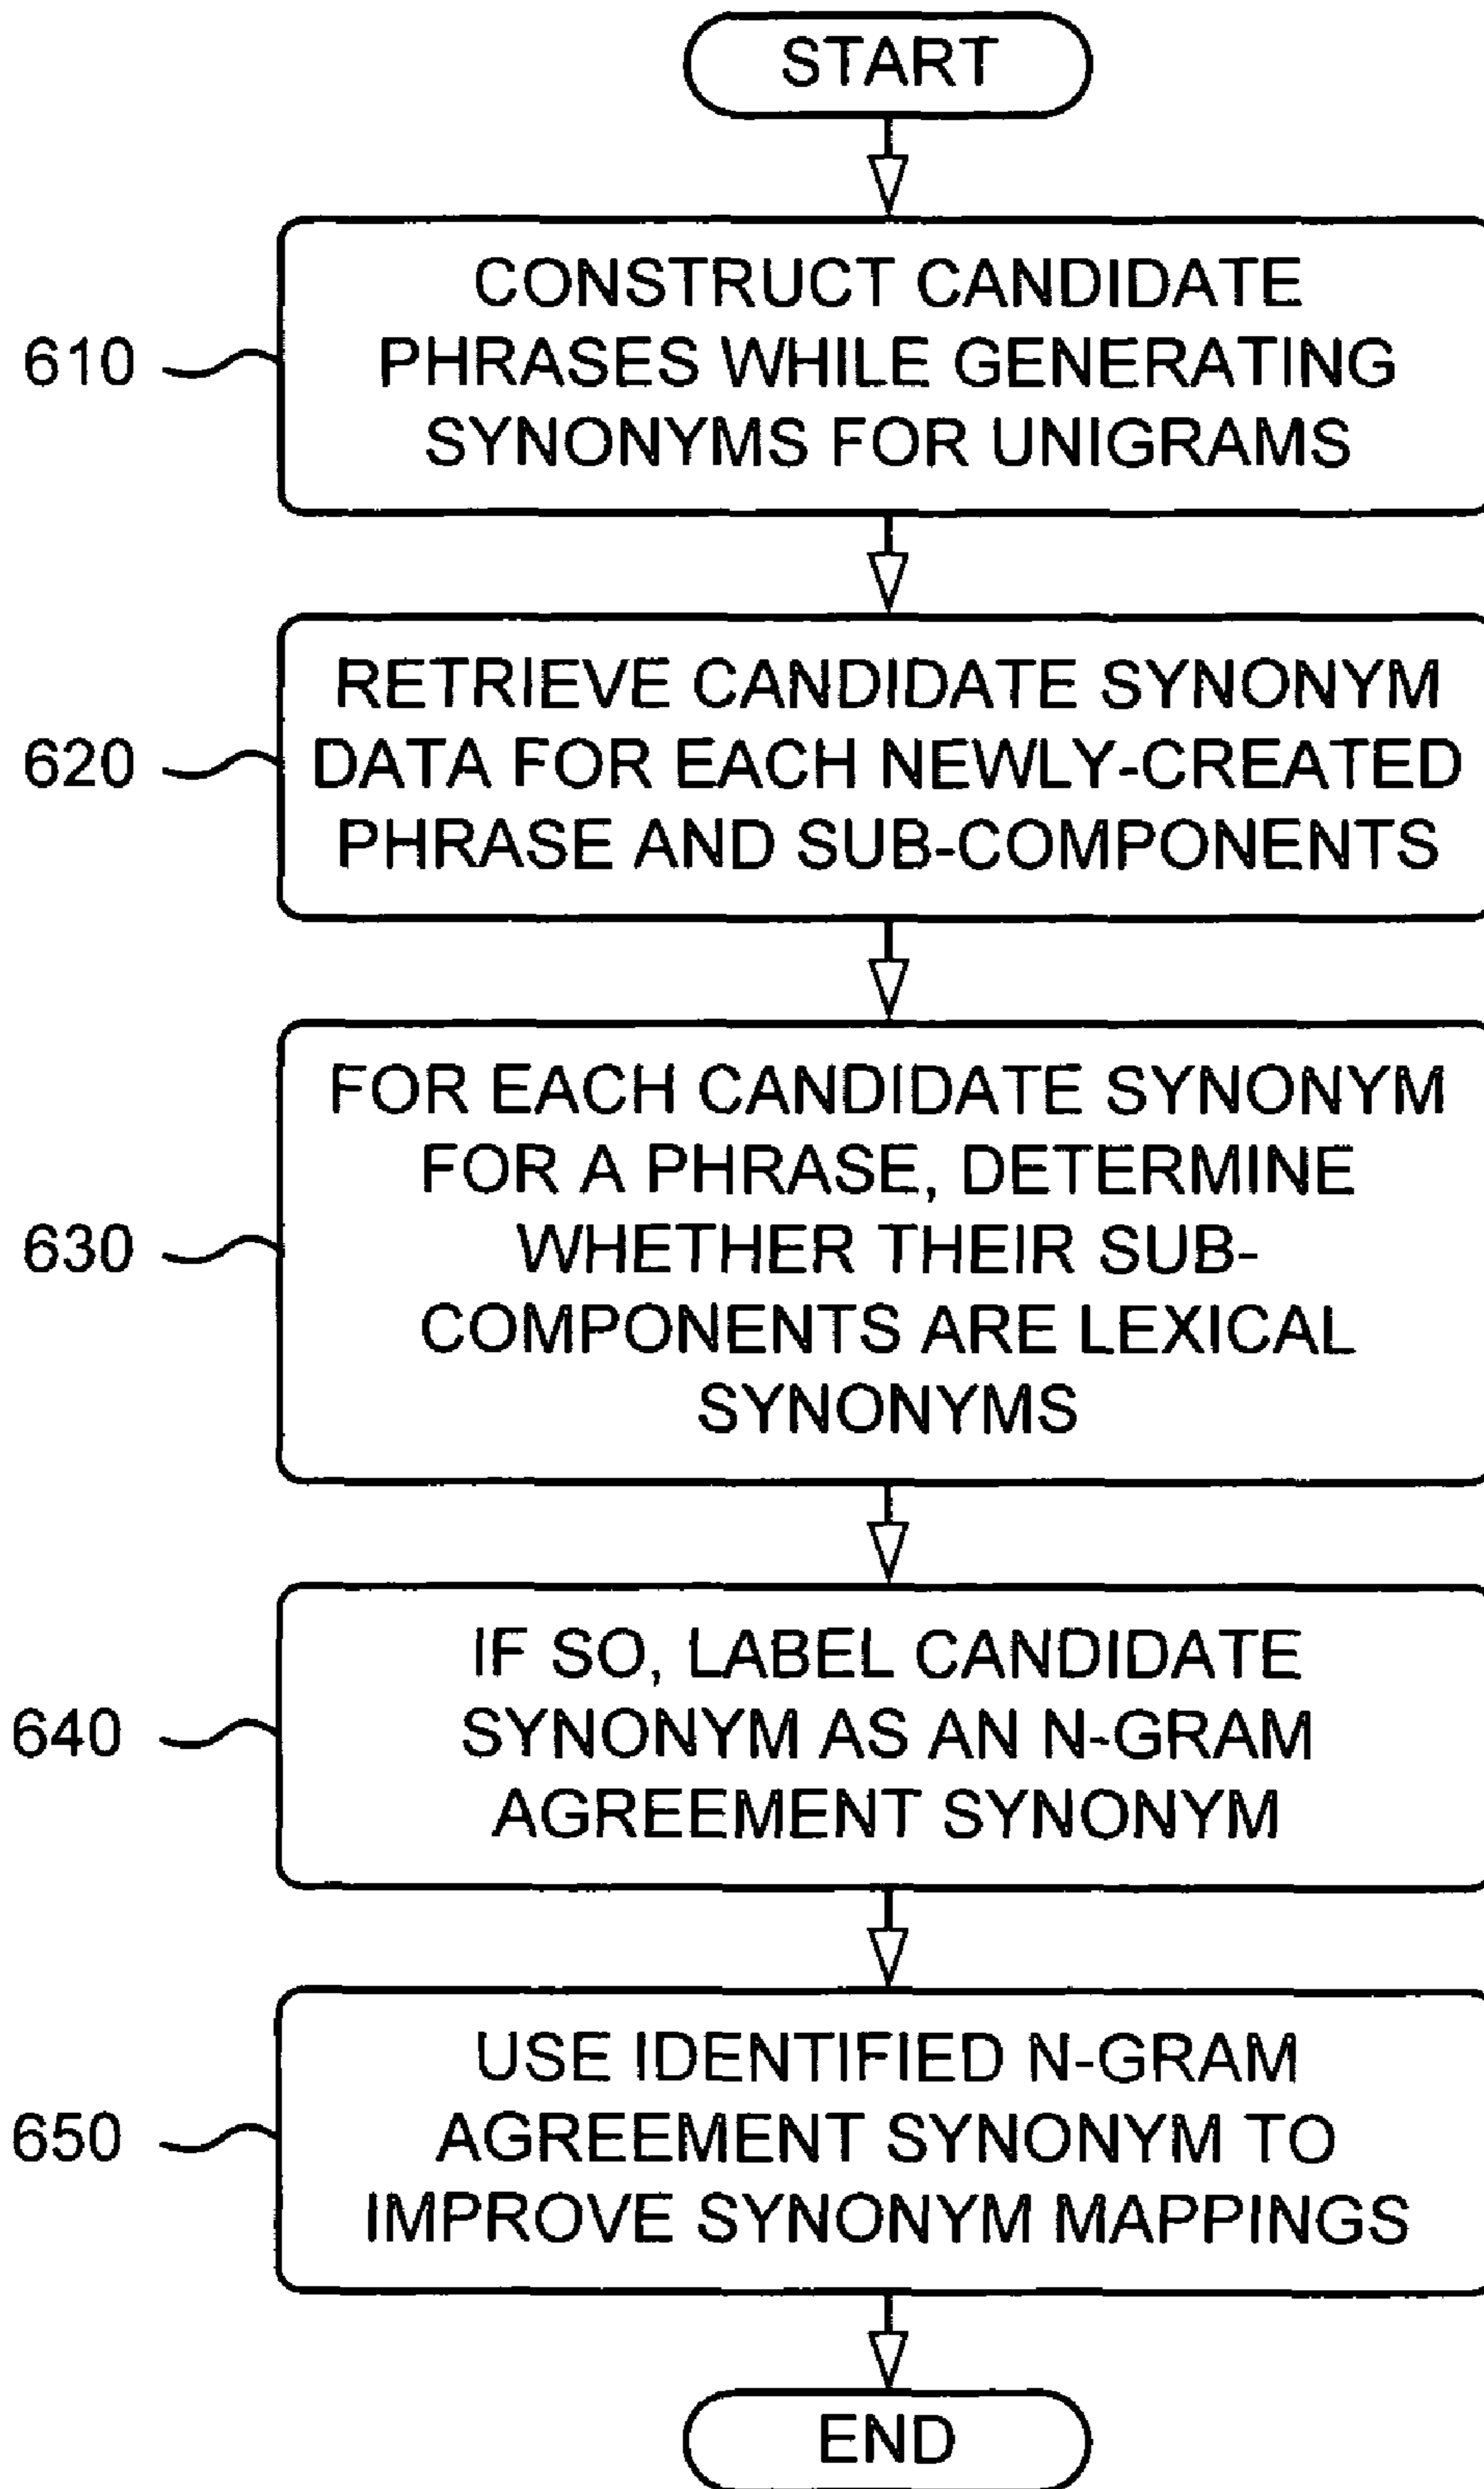 START
CONSTRUCT CANDIDATE
610 PHRASES WHILE GENERATING
SYNONYMS FOR UNIGRAMS
RETRIEVE CANDIDATE SYNONYM
620 DATA FOR EACH NEWLY-CREATED
PHRASE AND SUB-COMPONENTS
FOR EACH CANDIDATE SYNONYM
FOR A PHRASE, DETERMINE
630 WHETHER THEIR SUB-
COMPONENTS ARE LEXICAL
SYNONYMS
IF SO, LABEL CANDIDATE
640 SYNONYM AS AN N-GRAM
AGREEMENT SYNONYM
USE IDENTIFIED N-GRAM
650 AGREEMENT SYNONYM TO
IMPROVE SYNONYM MAPPINGS
END